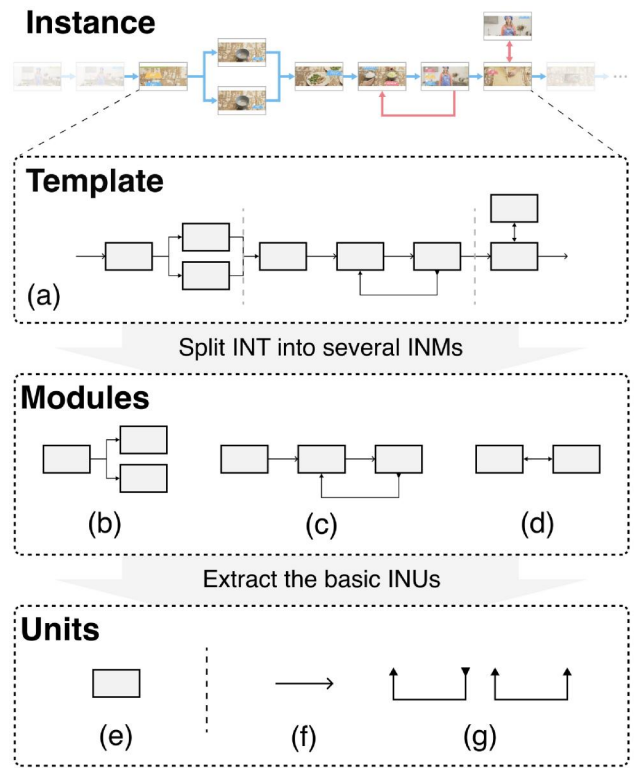 Instance
...
Template
(a)
Split INT into several INMs
Modules
(b) (c) (d)
Extract the basic INUs
Units
(e) (f) (g)